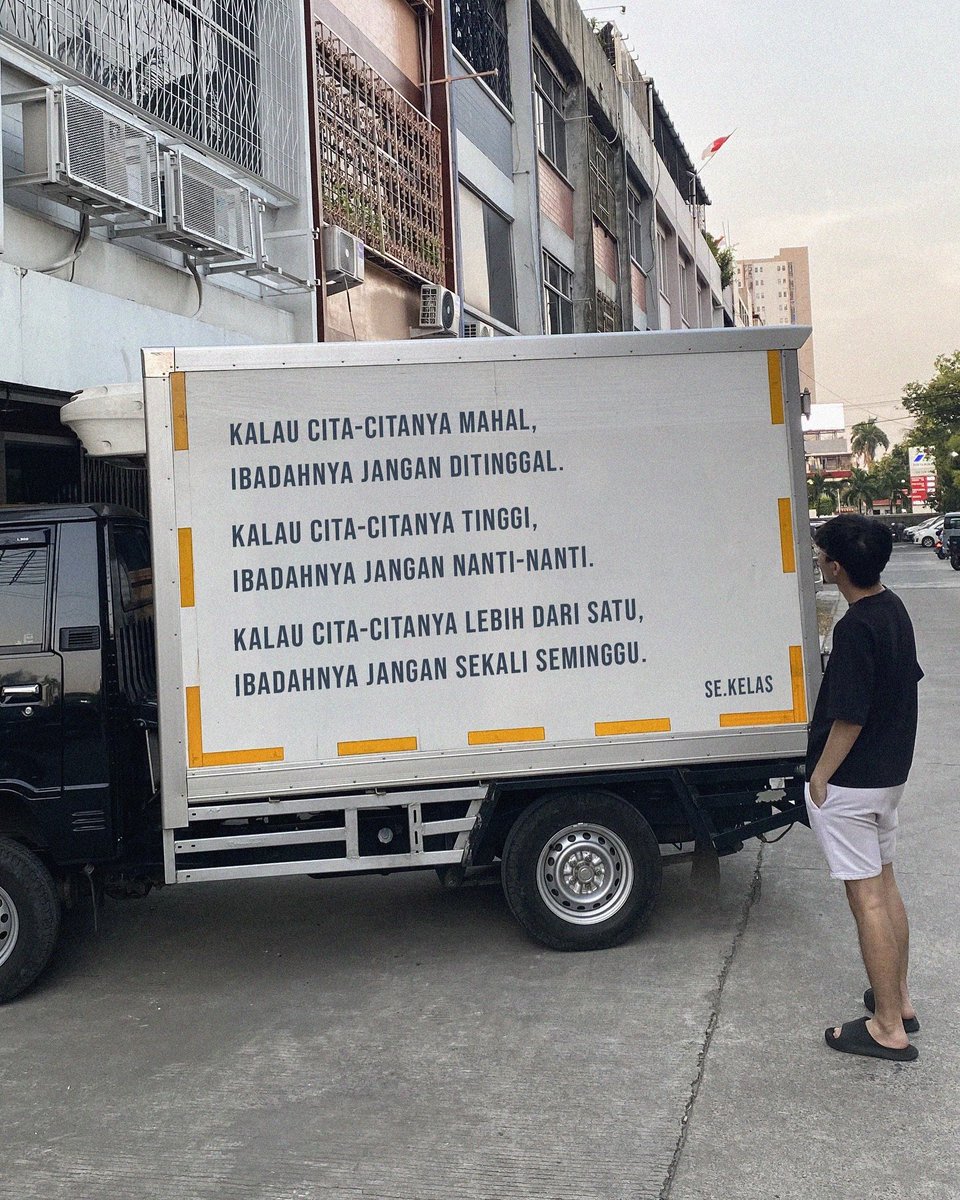 KALAU CITA-CITANYA MAHAL,
IBADAHNYA JANGAN DITINGGAL.
KALAU CITA-CITANYA TINGGI,
IBADAHNYA JANGAN NANTI-NANTI.
KALAU CITA-CITANYA LEBIH DARI SATU,
IBADAHNYA JANGAN SEKALI SEMINGGU.
SE.KELAS